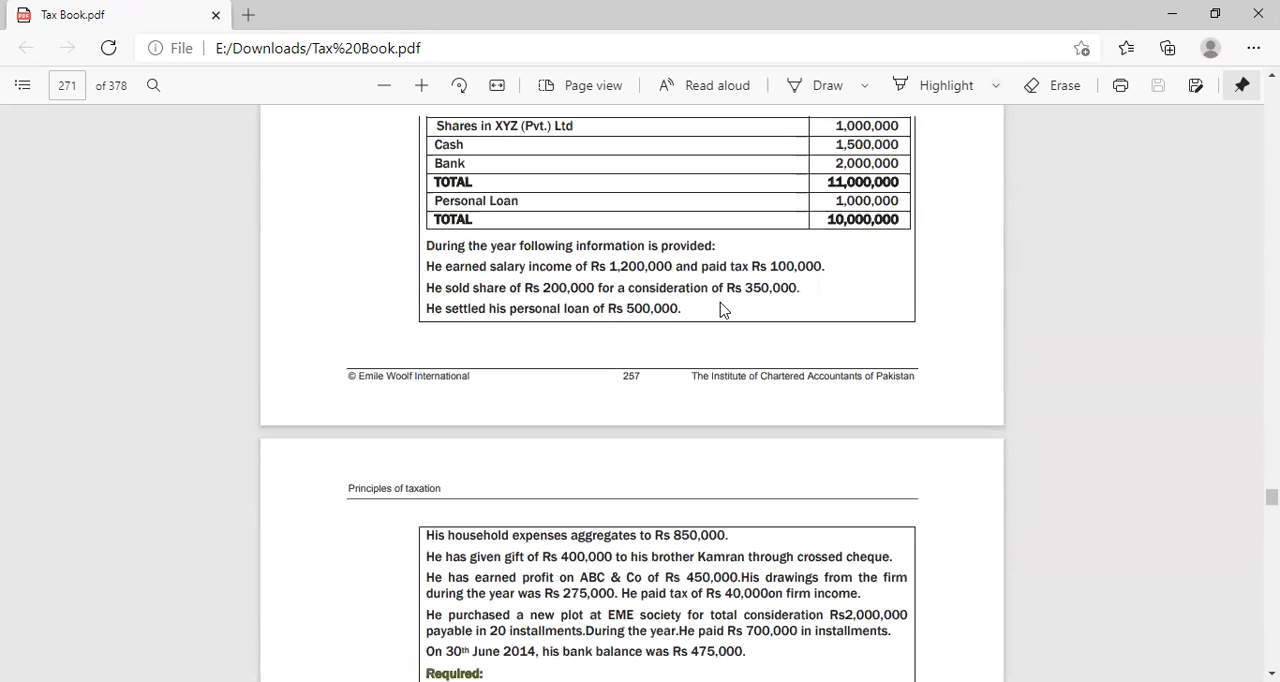 Tax Book.pdf
File
E:/Downloads/Tax%20Book.pdf
271 of 378
Page view
Read aloud
Draw
Highlight
Erase
Shares in XYZ (Pvt.) Ltd 1,000,000
Cash 1,500,000
Bank 2,000,000
TOTAL 11,000,000
Personal Loan 1,000,000
TOTAL 10,000,000
During the year following information is provided:
He earned salary income of Rs 1,200,000 and paid tax Rs 100,000.
He sold share of Rs 200,000 for a consideration of Rs 350,000.
He settled his personal loan of Rs 500,000.
© Emile Woolf International 257 The Institute of Chartered Accountants of Pakistan
Principles of taxation
His household expenses aggregates to Rs 850,000.
He has given gift of Rs 400,000 to his brother Kamran through crossed cheque.
He has earned profit on ABC & Co of Rs 450,000.His drawings from the firm
during the year was Rs 275,000. He paid tax of Rs 40,000on firm income.
He purchased a new plot at EME society for total consideration Rs2,000,000
payable in 20 installments.During the year.He paid Rs 700,000 in installments.
On 30th June 2014, his bank balance was Rs 475,000.
Required: